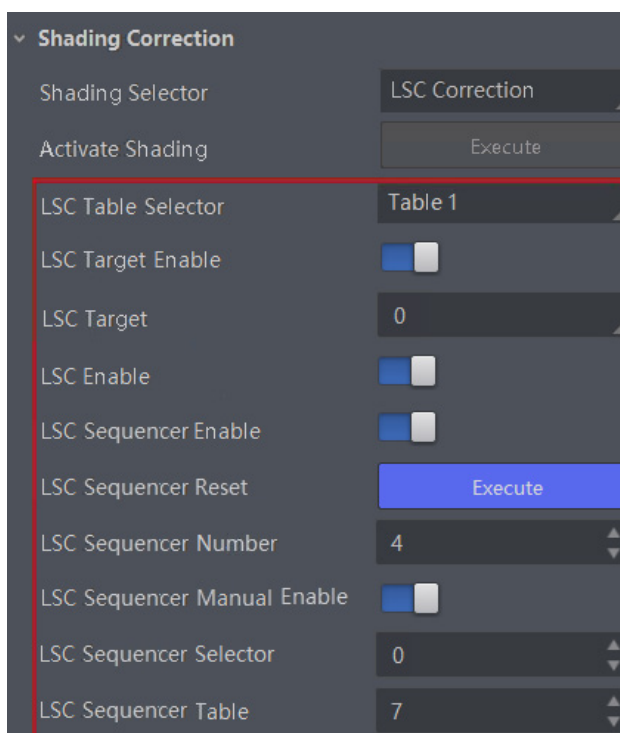 Shading Correction
Shading Selector LSC Correction
Activate Shading Execute
LSC Table Selector Table 1
LSC Target Enable
LSC Target 0
LSC Enable
LSC Sequencer Enable
LSC Sequencer Reset Execute
LSC Sequencer Number 4
LSC Sequencer Manual Enable
LSC Sequencer Selector 0
LSC Sequencer Table 7